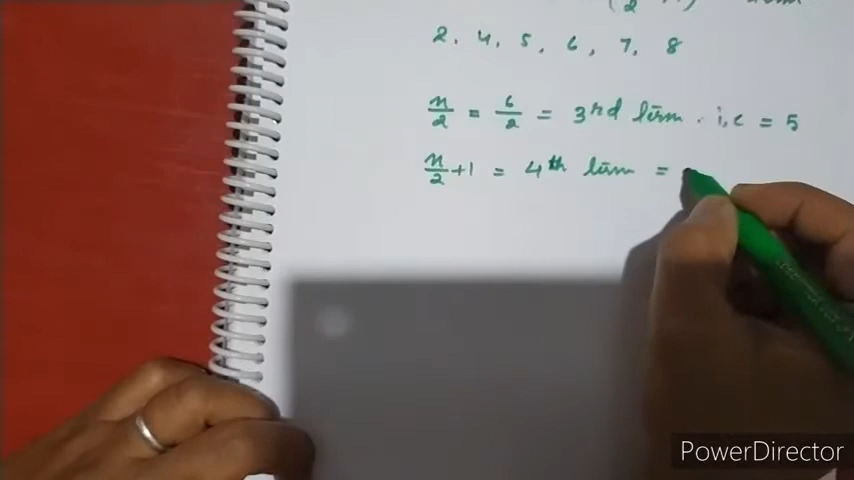 2, 4, 5, 6, 7, 8
n/2 = 6/2 = 3rd term. i,e = 5
n/2 +1 = 4th term =
PowerDirector